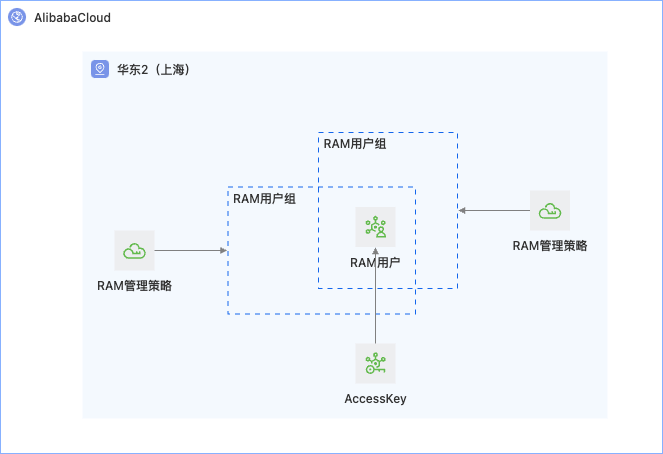 AlibabaCloud
华东2（上海）
RAM用户组
RAM用户组
RAM用户
RAM管理策略
RAM管理策略
AccessKey